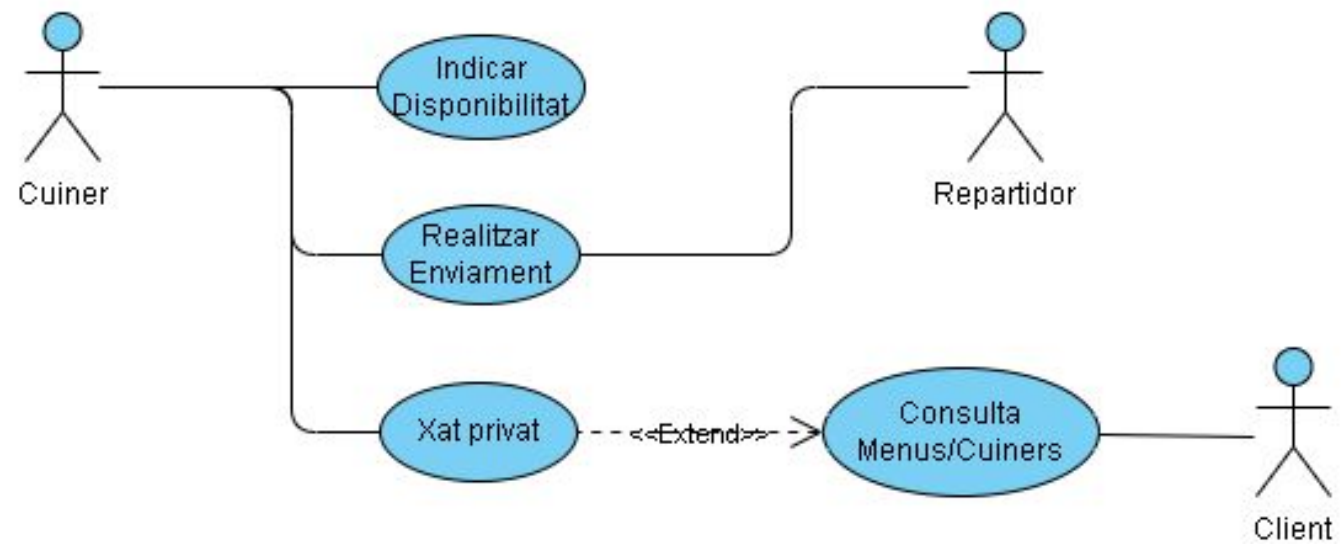 Indicar
Disponibilitat
Cuiner
Repartidor
Realitzar
Enviament
Xat privat
<<Extend>>
Consulta
Menus/Cuiners
Client